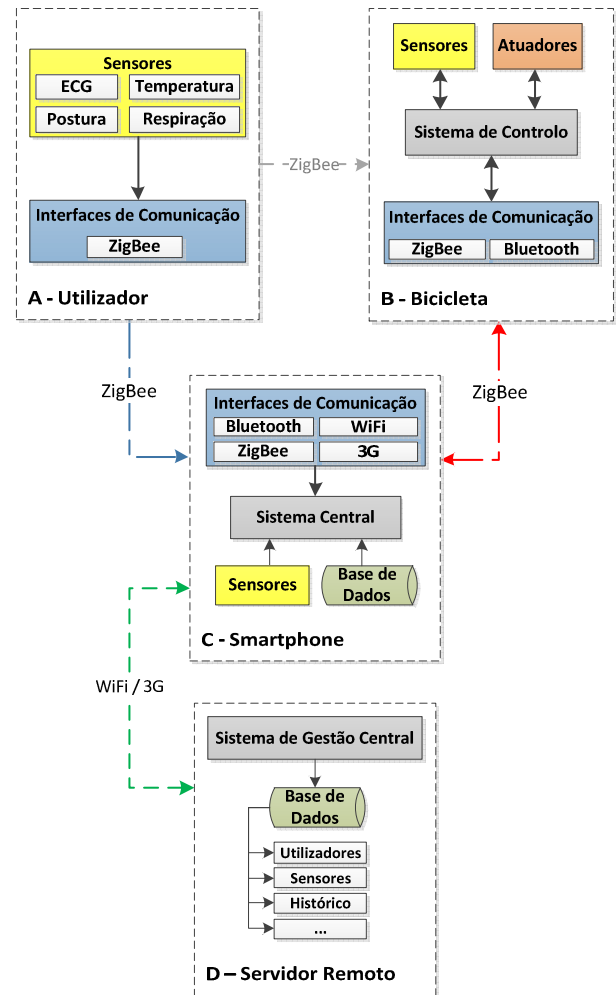 Sensores
ECG
Temperatura
Postura
Respiração
Interfaces de Comunicação
ZigBee
A - Utilizador
ZigBee
Sensores
Atuadores
Sistema de Controlo
Interfaces de Comunicação
ZigBee
Bluetooth
B - Bicicleta
ZigBee
ZigBee
Interfaces de Comunicação
Bluetooth
WiFi
ZigBee
3G
Sistema Central
Sensores
Base de
Dados
C - Smartphone
WiFi / 3G
Sistema de Gestão Central
Base de
Dados
Utilizadores
Sensores
Histórico
...
D – Servidor Remoto